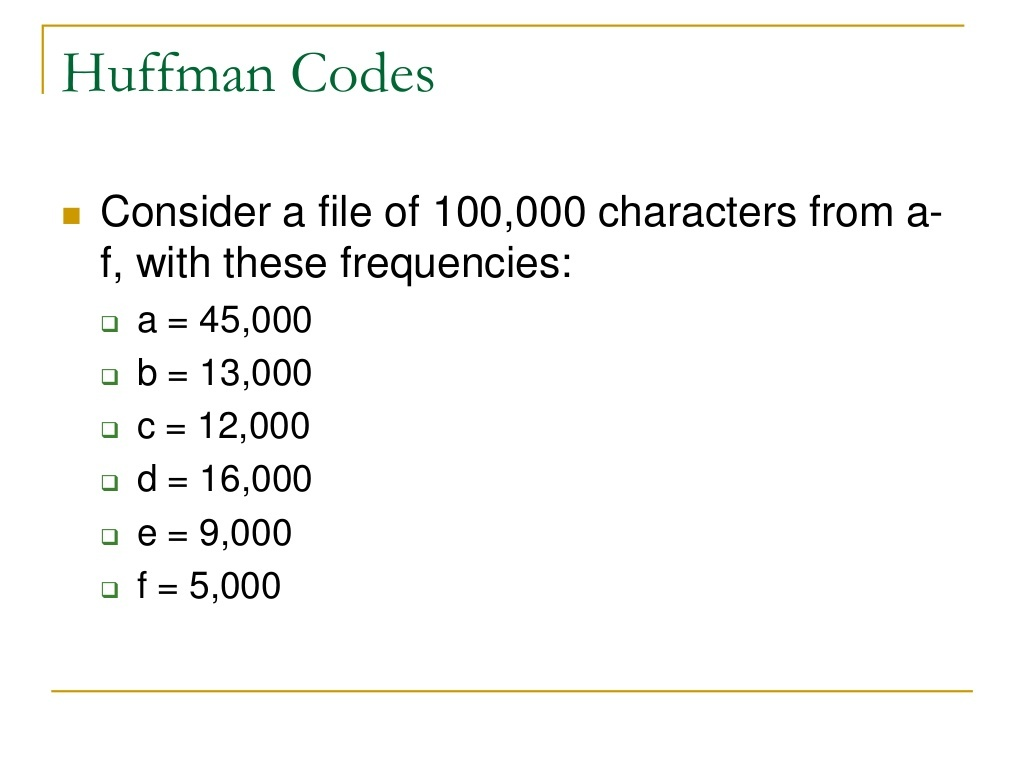 Huffman Codes
Consider a file of 100,000 characters from a-
f, with these frequencies:
a = 45,000
b = 13,000
c = 12,000
d = 16,000
e = 9,000
f = 5,000